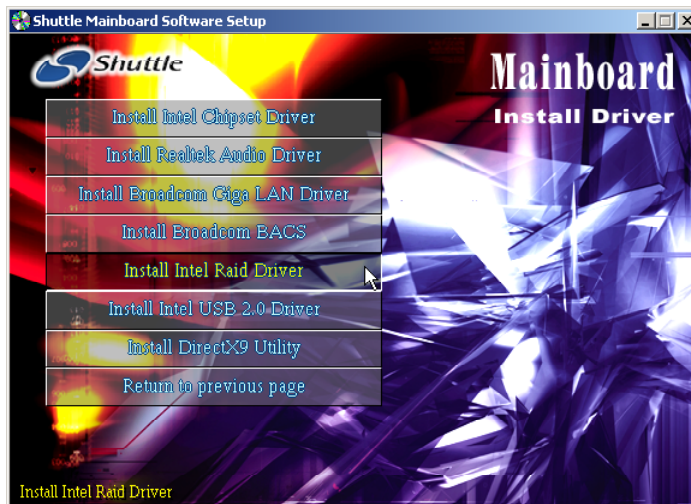 Shuttle Mainboard Software Setup
Shuttle
Mainboard
Install Driver
Install Intel Chipset Driver
Install Realtek Audio Driver
Install Broadcom Giga LAN Driver
Install Broadcom BACS
Install Intel Raid Driver
Install Intel USB 2.0 Driver
Install DirectX9 Utility
Return to previous page
Install Intel Raid Driver